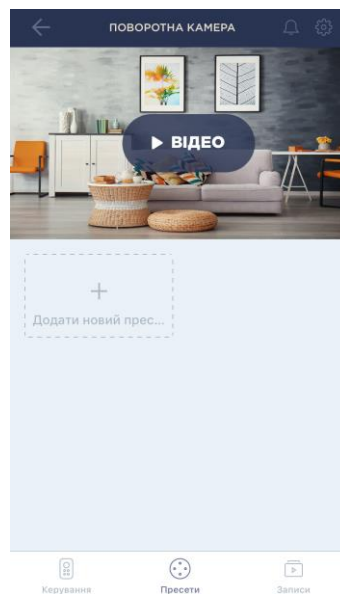 ПОВОРОТНА КАМЕРА
ВІДЕО
Додати новий прес...
Керування
Пресети
Записи